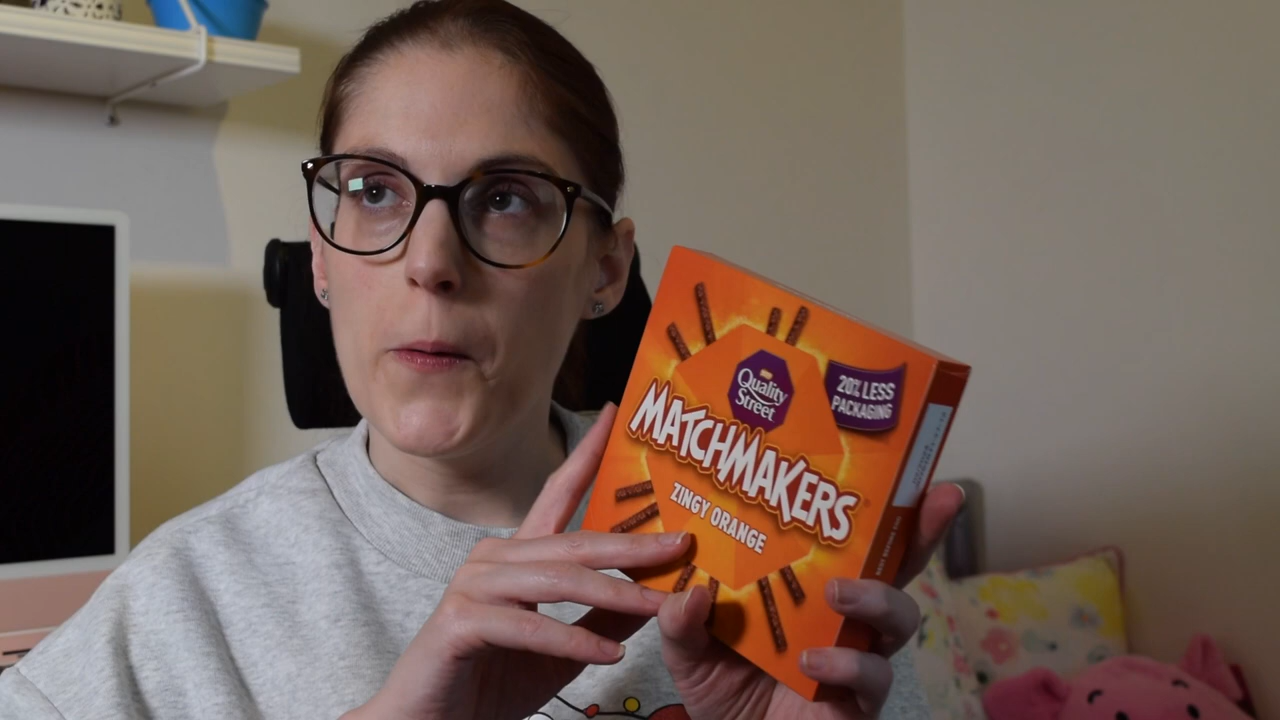 Quality
Street
20% LESS
PACKAGING
MATCHMAKERS
ZINGY ORANGE